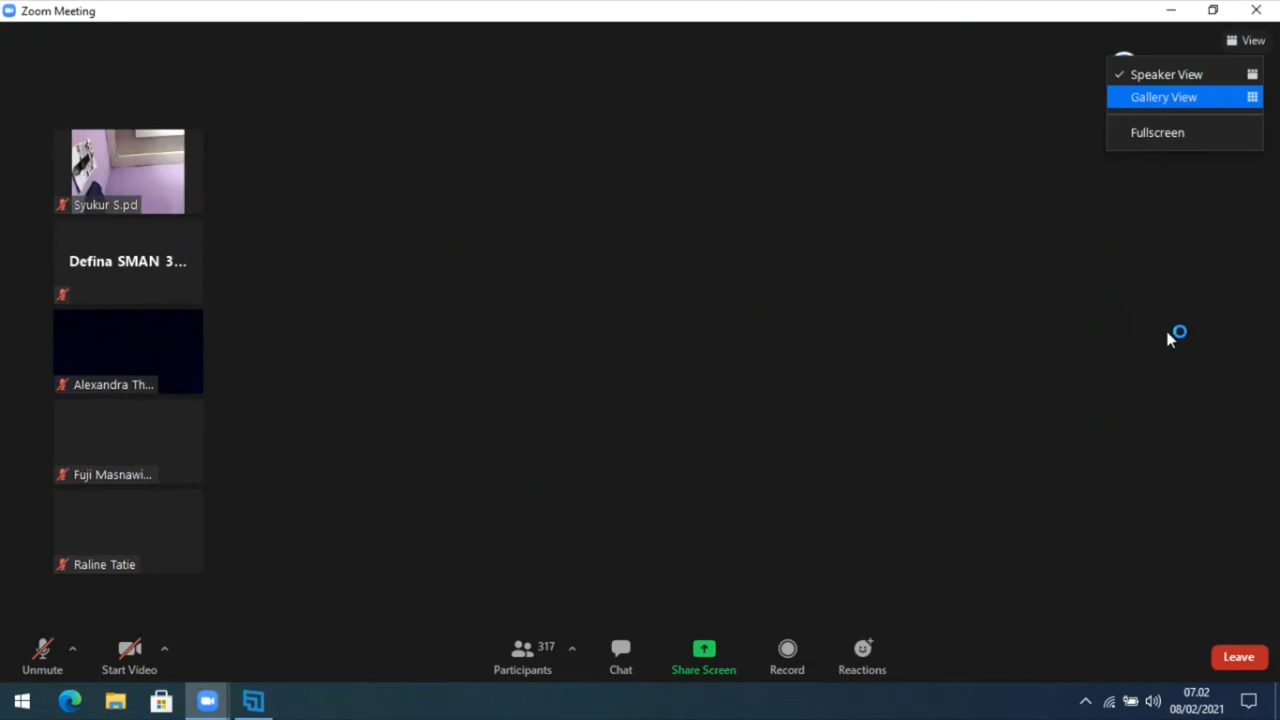 Zoom Meeting
View
Speaker View
Gallery View
Fullscreen
Syukur S.pd
Defina SMAN 3...
Alexandra Th...
Fuji Masnawi...
Raline Tatie
Unmute
Start Video
317
Participants
Chat
Share Screen
Record
Reactions
Leave
07.02
08/02/2021